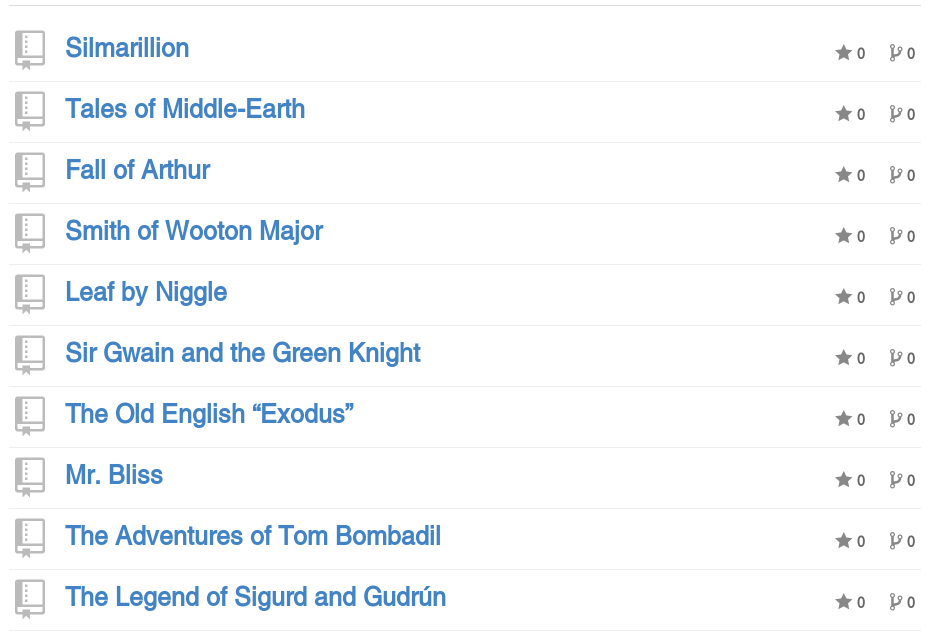 Silmarillion 0 0
Tales of Middle-Earth 0 0
Fall of Arthur 0 0
Smith of Wooton Major 0 0
Leaf by Niggle 0 0
Sir Gwain and the Green Knight 0 0
The Old English “Exodus” 0 0
Mr. Bliss 0 0
The Adventures of Tom Bombadil 0 0
The Legend of Sigurd and Gudrún 0 0